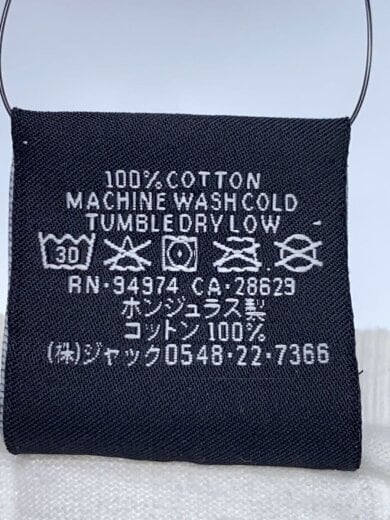 100% COTTON
MACHINE WASH COLD
TUMBLE DRY LOW
30
RN·94974 CA·28629
ホンジュラス製
コットン 100%
(株)ジャック0548·22·7366